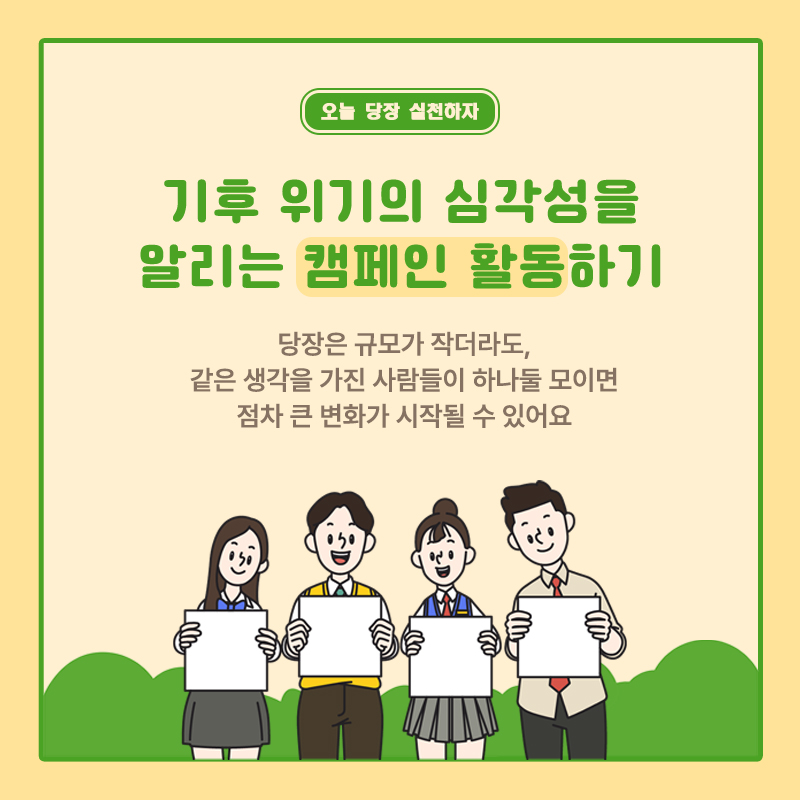 오늘 당장 실천하자
기후 위기의 심각성을
알리는 캠페인 활동하기
당장은 규모가 작더라도,
같은 생각을 가진 사람들이 하나둘 모이면
점차 큰 변화가 시작될 수 있어요